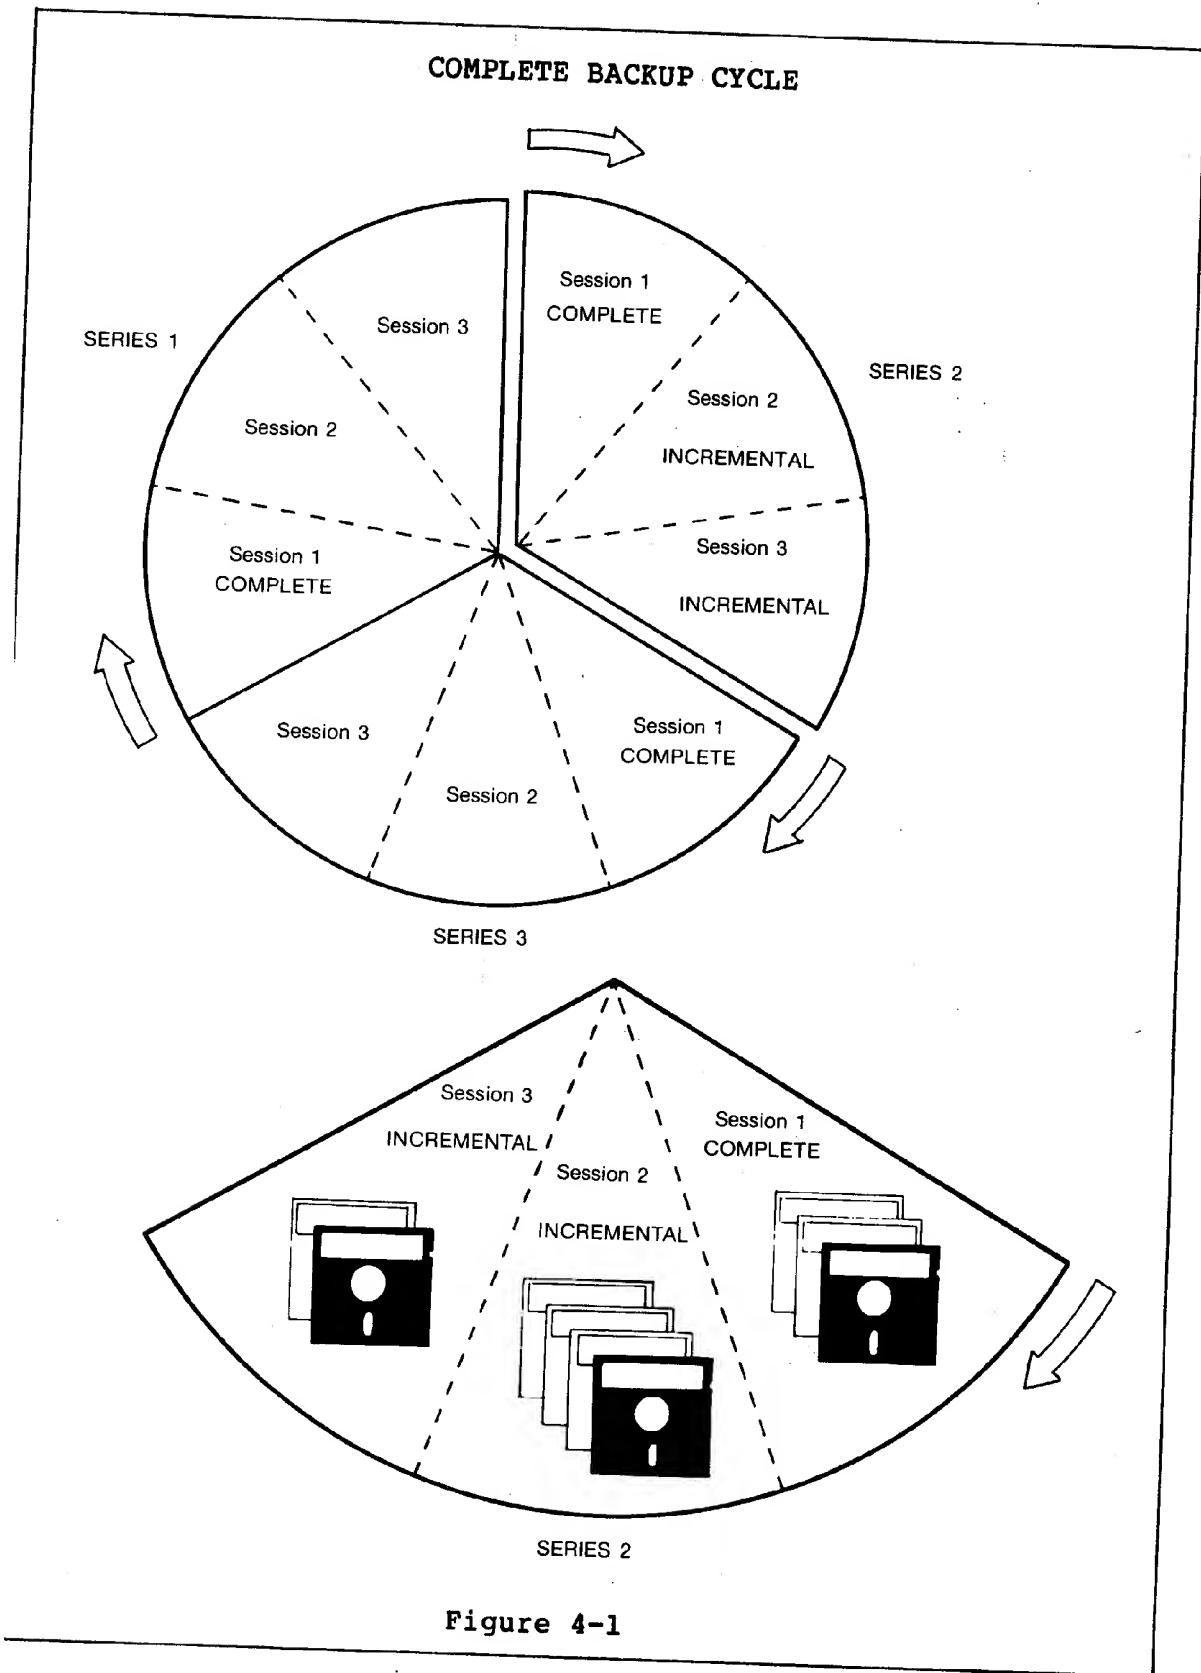 COMPLETE BACKUP CYCLE
SERIES 1
Session 3
Session 2
Session 1
COMPLETE
Session 1
COMPLETE
SERIES 2
Session 2
INCREMENTAL
Session 3
INCREMENTAL
Session 3
Session 2
Session 1
COMPLETE
SERIES 3
Session 3
INCREMENTAL
Session 2
INCREMENTAL
Session 1
COMPLETE
SERIES 2
Figure 4-1